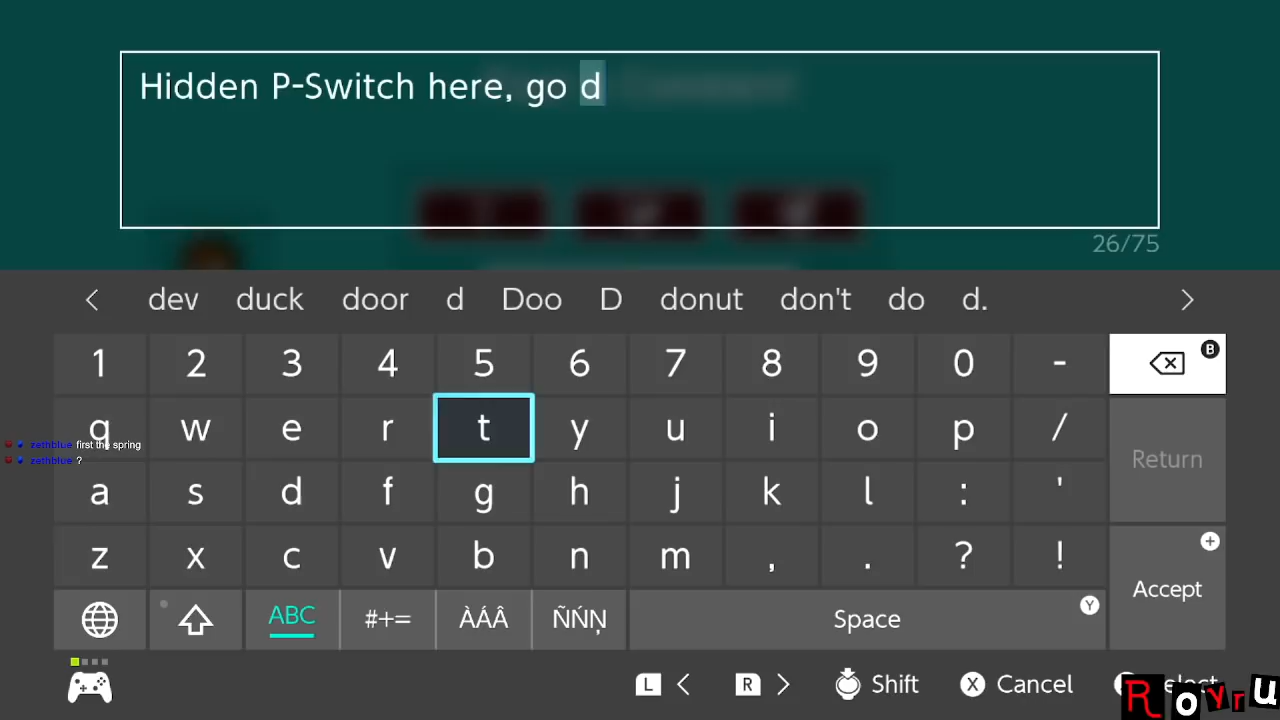 Hidden P-Switch here, go d
26/75
< dev duck door d Doo D donut don't do d. >
1 2 3 4 5 6 7 8 9 0 - B
q w e r t y u i o p /
zethblue first the spring
zethblue ?
Return
a s d f g h j k l : '
z x c v b n m , . ? ! +
Accept
ABC #+= ÀÁÂ ÑŃŅ Space Y
L < R > Shift X Cancel
Royru